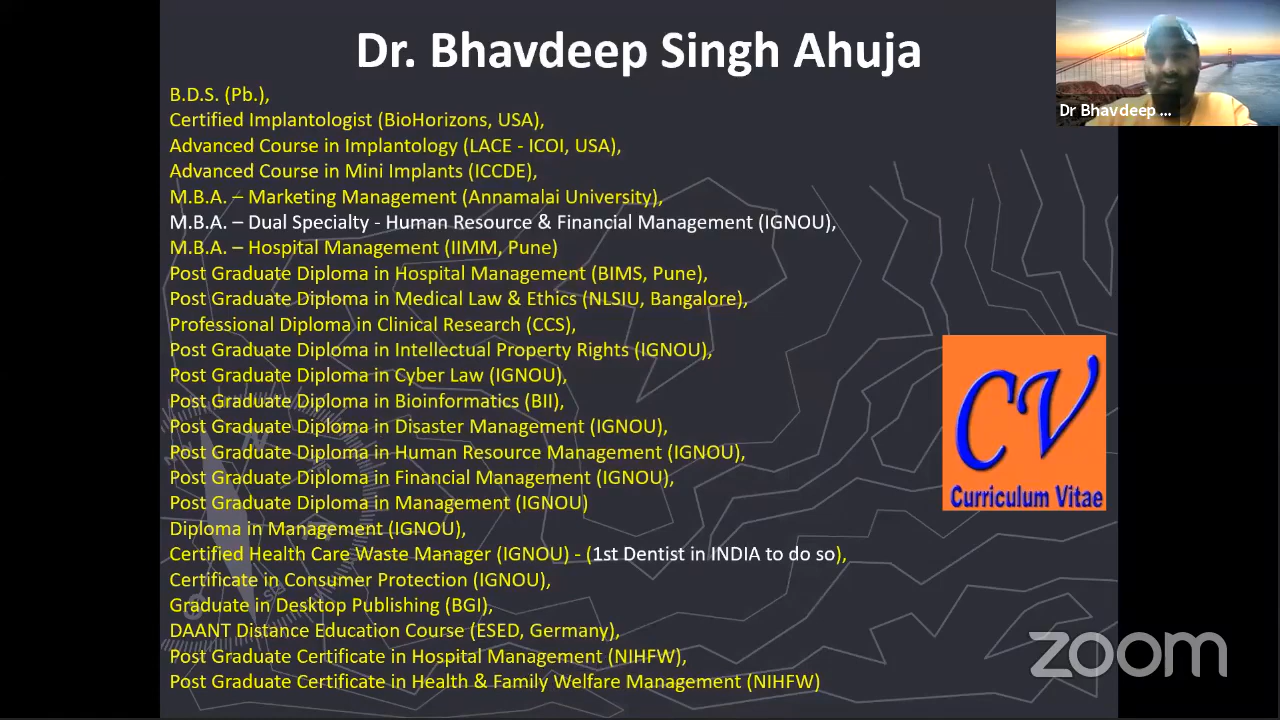 Dr. Bhavdeep Singh Ahuja
Dr Bhavdeep ...
B.D.S. (Pb.),
Certified Implantologist (BioHorizons, USA),
Advanced Course in Implantology (LACE - ICOI, USA),
Advanced Course in Mini Implants (ICCDE),
M.B.A. – Marketing Management (Annamalai University),
M.B.A. – Dual Specialty - Human Resource & Financial Management (IGNOU),
M.B.A. – Hospital Management (IIMM, Pune)
Post Graduate Diploma in Hospital Management (BIMS, Pune),
Post Graduate Diploma in Medical Law & Ethics (NLSIU, Bangalore),
Professional Diploma in Clinical Research (CCS),
Post Graduate Diploma in Intellectual Property Rights (IGNOU),
Post Graduate Diploma in Cyber Law (IGNOU),
Post Graduate Diploma in Bioinformatics (BII),
Post Graduate Diploma in Disaster Management (IGNOU),
Post Graduate Diploma in Human Resource Management (IGNOU),
Post Graduate Diploma in Financial Management (IGNOU),
Post Graduate Diploma in Management (IGNOU)
Diploma in Management (IGNOU),
Certified Health Care Waste Manager (IGNOU) - (1st Dentist in INDIA to do so),
Certificate in Consumer Protection (IGNOU),
Graduate in Desktop Publishing (BGI),
DAANT Distance Education Course (ESED, Germany),
Post Graduate Certificate in Hospital Management (NIHFW),
Post Graduate Certificate in Health & Family Welfare Management (NIHFW)
CV
Curriculum Vitae
zoom